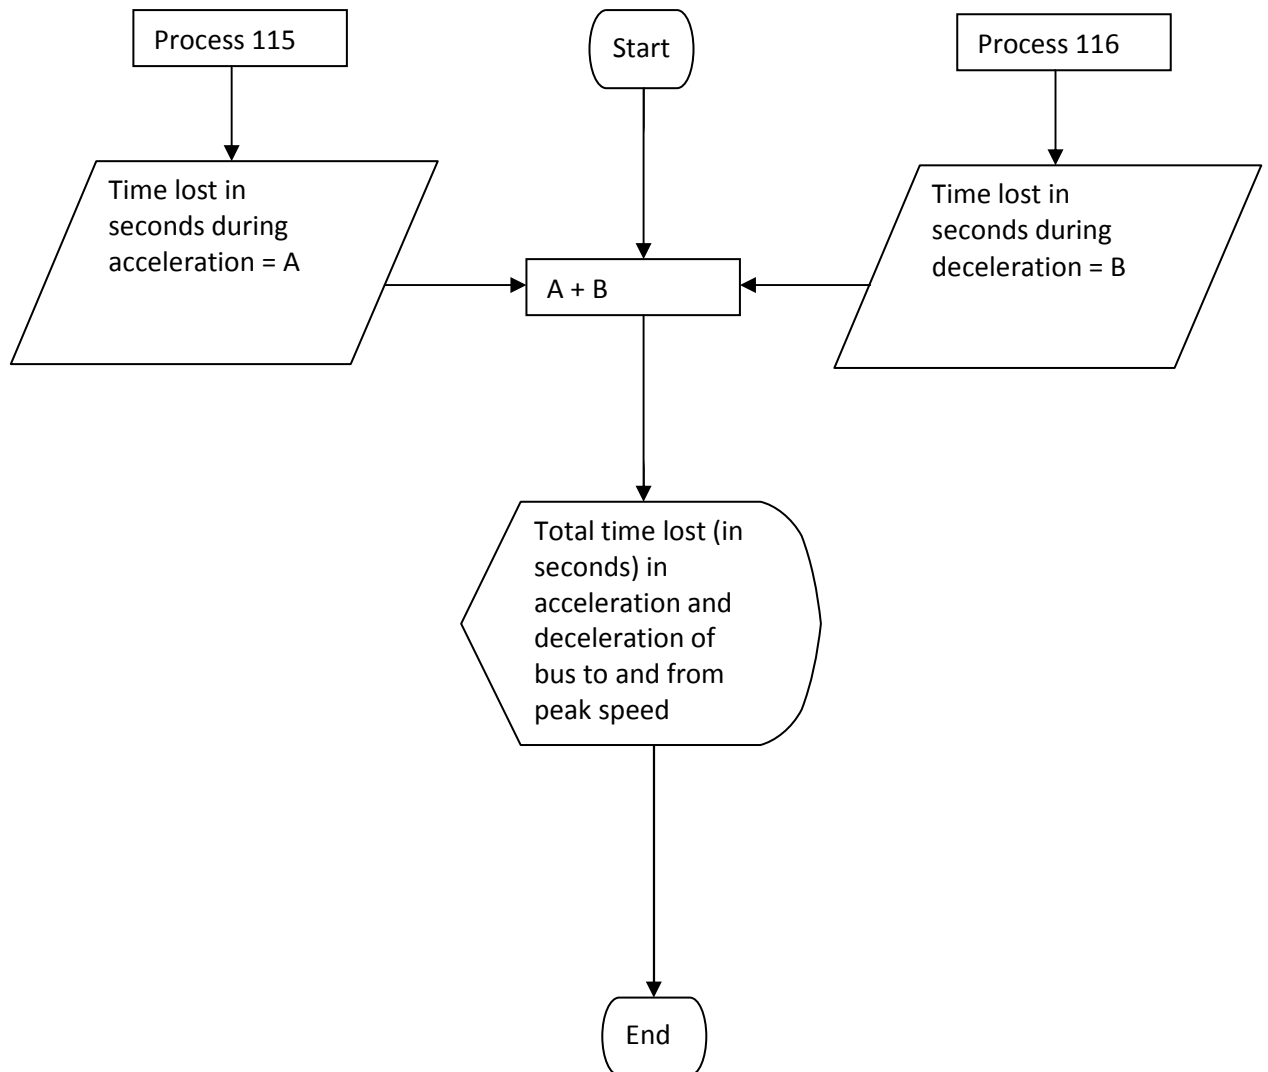 Process 115
Start
Process 116
Time lost in
seconds during
acceleration = A
Time lost in
seconds during
deceleration = B
A + B
Total time lost (in
seconds) in
acceleration and
deceleration of
bus to and from
peak speed
End